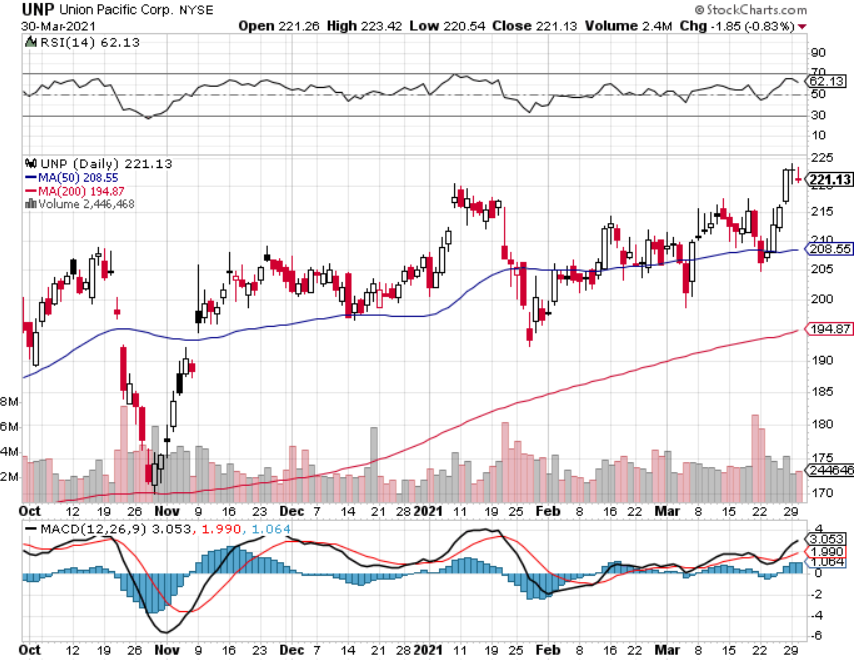 UNP Union Pacific Corp. NYSE
© StockCharts.com
30-Mar-2021
Open 221.26 High 223.42 Low 220.54 Close 221.13 Volume 2.4M Chg -1.85 (-0.83%)
RSI(14) 62.13
90
70
62.13
50
30
10
UNP (Daily) 221.13
MA(50) 208.55
MA(200) 194.87
Volume 2,446,468
225
221.13
220
215
210
208.55
205
200
194.87
190
185
180
175
170
8M
6M
4M
2M
244646
Oct 12 19 26 Nov 9 16 23 Dec 7 14 21 28 2021 11 19 25 Feb 8 16 22 Mar 8 15 22 29
MACD(12,26,9) 3.053, 1.990, 1.064
4
3.053
1.990
1.064
0
-2
-4
-6
Oct 12 19 26 Nov 9 16 23 Dec 7 14 21 28 2021 11 19 25 Feb 8 16 22 Mar 8 15 22 29